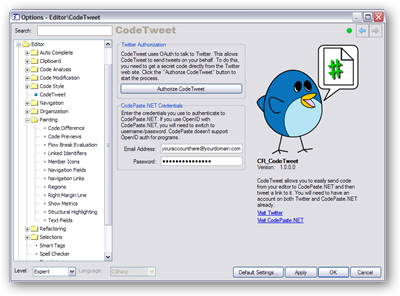 Options - Editor\CodeTweet
Search:
CodeTweet
Editor
Auto Complete
Clipboard
Code Analysis
Code Modification
Code Style
CodeTweet
Navigation
Organization
Painting
Code Difference
Code Previews
Flow Break Evaluation
Linked Identifiers
Member Icons
Navigation Fields
Navigation Links
Regions
Right Margin Line
Show Metrics
Structural Highlighting
Text Fields
Refactoring
Selections
Smart Tags
Spell Checker
Twitter Authorization
CodeTweet uses OAuth to talk to Twitter. This allows
CodeTweet to send tweets on your behalf. To do this,
you need to get a secret code directly from the Twitter
web site. Click the "Authorize CodeTweet" button to
start the process.
Authorize CodeTweet
CodePaste.NET Credentials
Enter the credentials you use to authenticate to
CodePaste.NET. If you use OpenID with
CodePaste.NET, you will need to switch to
username/password. CodePaste doesn't support
OpenID auth for programs.
Email Address:
youraccounthere@yourdomain.com
Password:
#
CR_CodeTweet
Version: 1.0.0.0
CodeTweet allows you to easily send code
from your editor to CodePaste.NET and then
tweet a link to it. You will need to have an
account on both Twitter and CodePaste.NET
already.
Visit Twitter
Visit CodePaste.NET
Level:
Expert
Language:
CSharp
Default Settings...
Apply
OK
Cancel